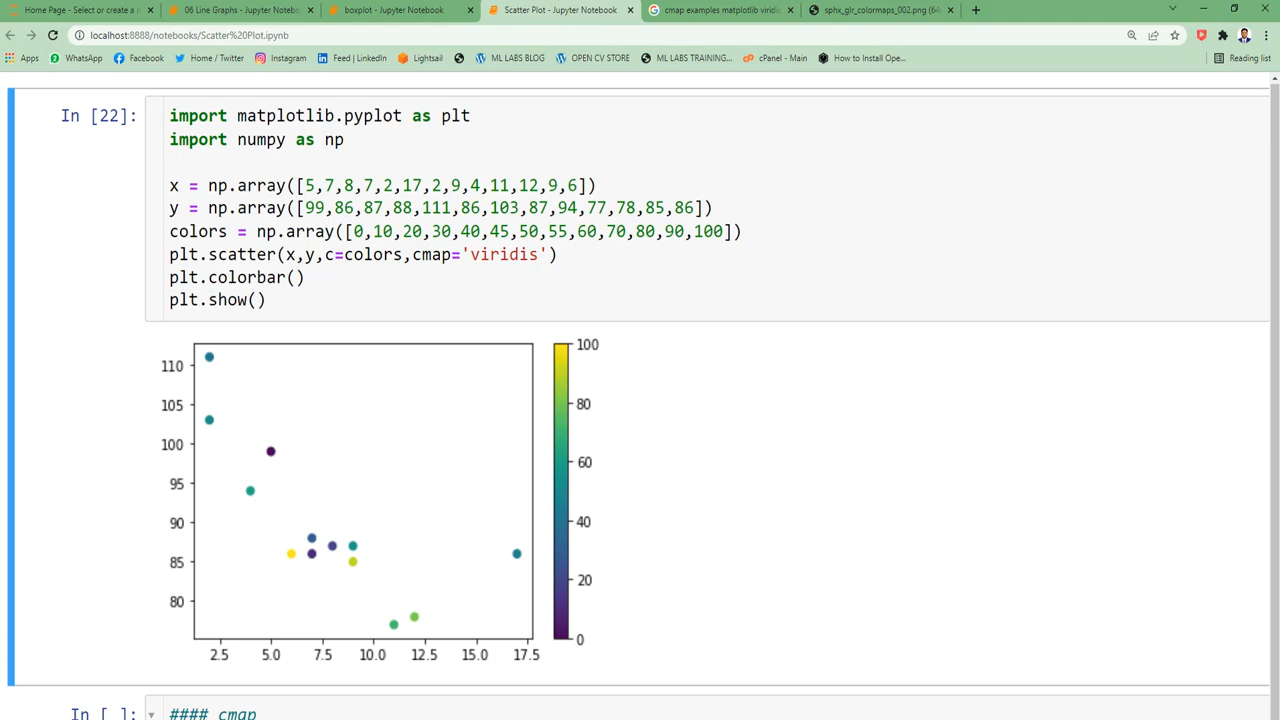 Home Page - Select or create a n
06 Line Graphs - Jupyter Notebo
boxplot - Jupyter Notebook
Scatter Plot - Jupyter Notebook
cmap examples matplotlib viridis
sphx_glr_colormaps_002.png (64
localhost:8888/notebooks/Scatter%20Plot.ipynb
Apps WhatsApp Facebook Home / Twitter Instagram Feed | LinkedIn Lightsail ML LABS BLOG OPEN CV STORE ML LABS TRAINING... cPanel - Main How to Install Ope... Reading list
In [22]:
import matplotlib.pyplot as plt
import numpy as np
x = np.array([5,7,8,7,2,17,2,9,4,11,12,9,6])
y = np.array([99,86,87,88,111,86,103,87,94,77,78,85,86])
colors = np.array([0,10,20,30,40,45,50,55,60,70,80,90,100])
plt.scatter(x,y,c=colors,cmap='viridis')
plt.colorbar()
plt.show()
110
105
100
95
90
85
80
2.5 5.0 7.5 10.0 12.5 15.0 17.5
100
80
60
40
20
0
In [ ]:
#### cmap